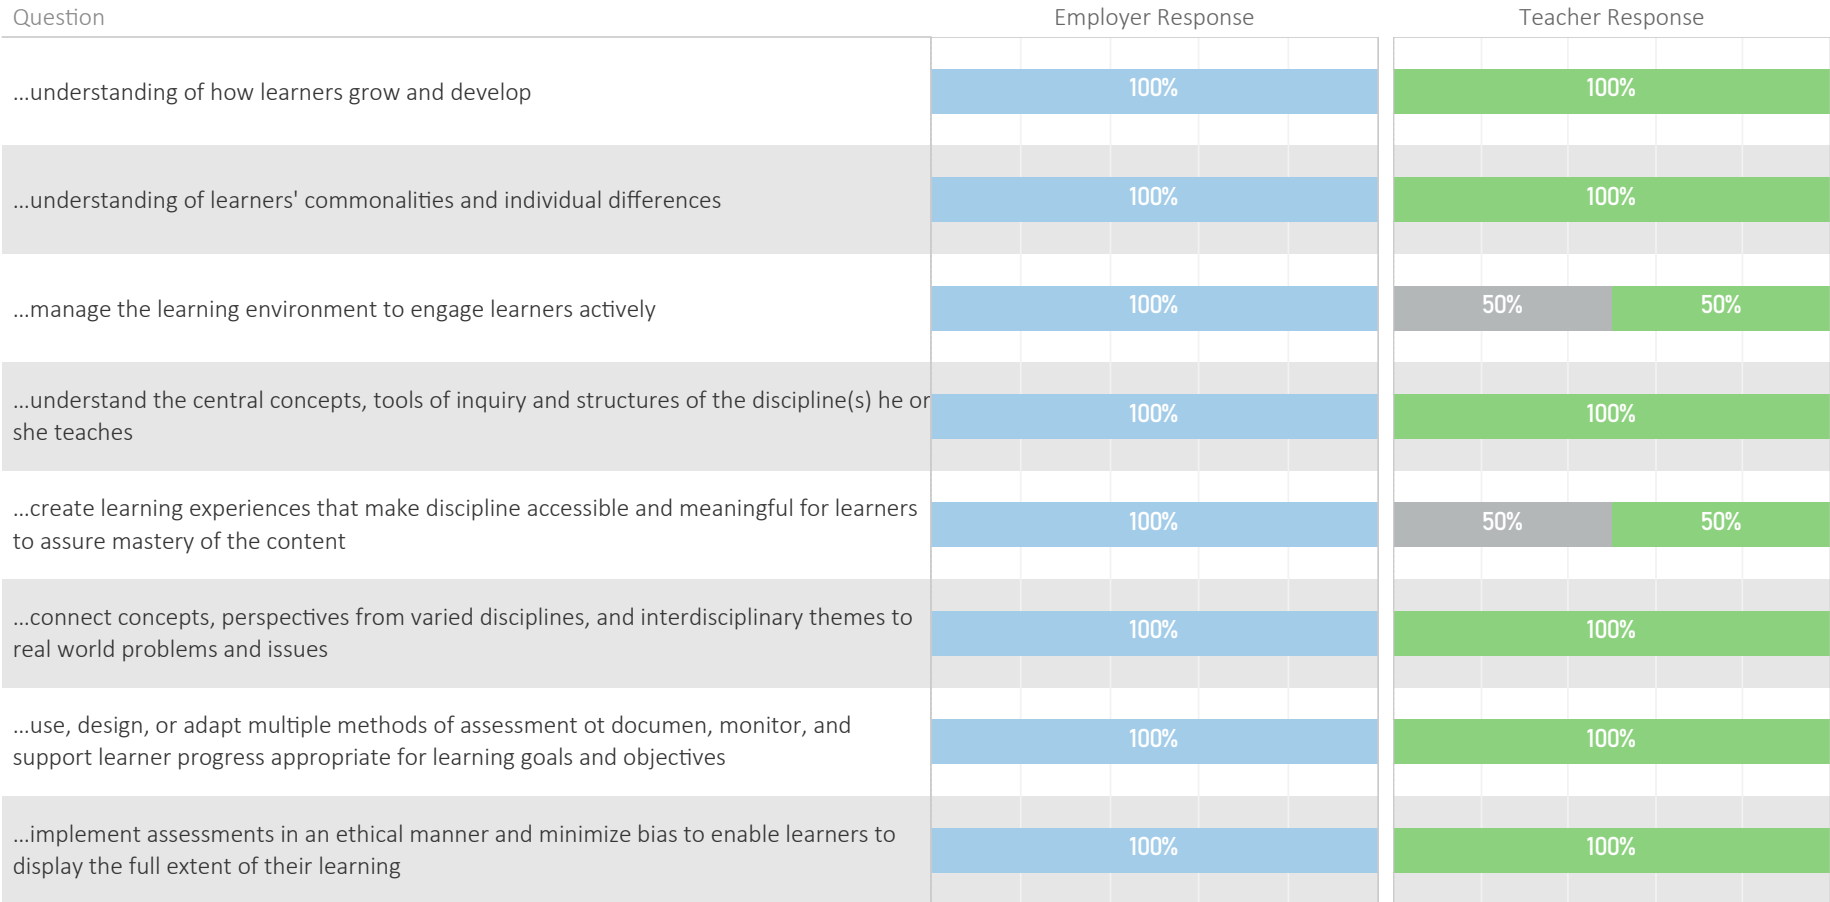 Question Employer Response Teacher Response
...understanding of how learners grow and develop 100% 100%
...understanding of learners' commonalities and individual differences 100% 100%
...manage the learning environment to engage learners actively 100% 50% 50%
...understand the central concepts, tools of inquiry and structures of the discipline(s) he or
she teaches
100% 100%
...create learning experiences that make discipline accessible and meaningful for learners
to assure mastery of the content
100% 50% 50%
...connect concepts, perspectives from varied disciplines, and interdisciplinary themes to
real world problems and issues
100% 100%
...use, design, or adapt multiple methods of assessment ot documen, monitor, and
support learner progress appropriate for learning goals and objectives
100% 100%
...implement assessments in an ethical manner and minimize bias to enable learners to
display the full extent of their learning
100% 100%